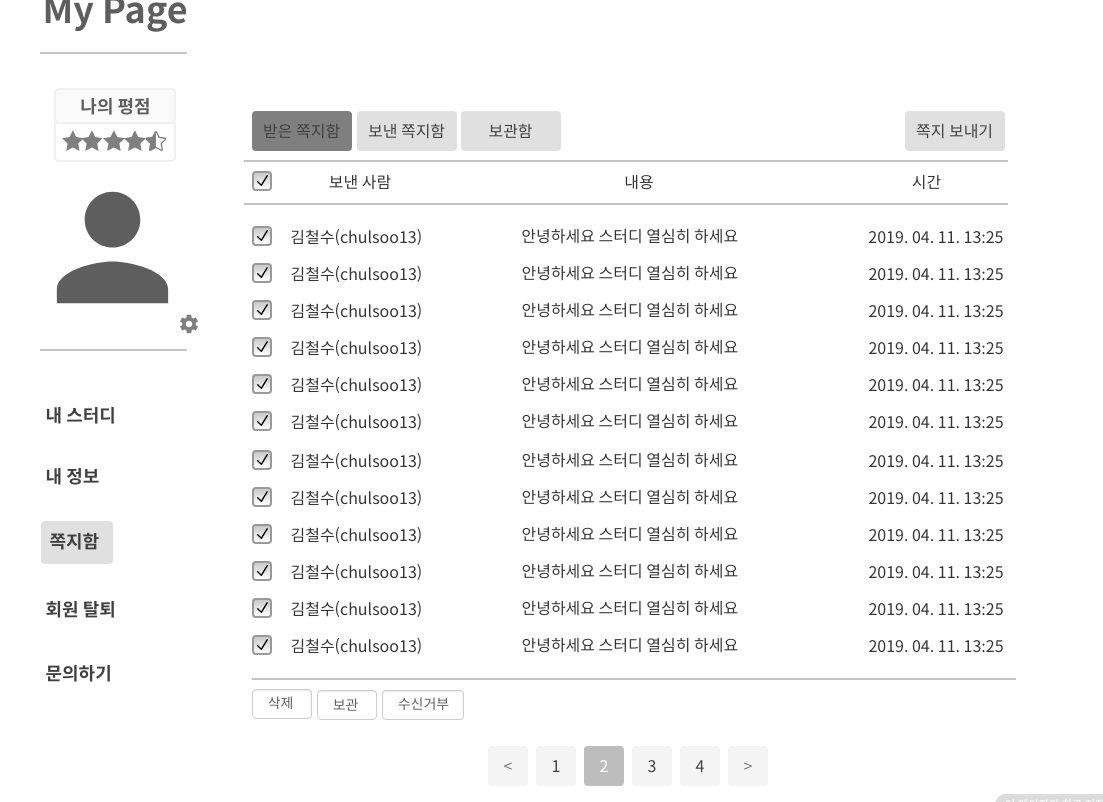 My Page
나의 평점
받은 쪽지함 보낸 쪽지함 보관함 쪽지 보내기
보낸 사람 내용 시간
김철수(chulsoo13) 안녕하세요 스터디 열심히 하세요 2019. 04. 11. 13:25
김철수(chulsoo13) 안녕하세요 스터디 열심히 하세요 2019. 04. 11. 13:25
김철수(chulsoo13) 안녕하세요 스터디 열심히 하세요 2019. 04. 11. 13:25
김철수(chulsoo13) 안녕하세요 스터디 열심히 하세요 2019. 04. 11. 13:25
김철수(chulsoo13) 안녕하세요 스터디 열심히 하세요 2019. 04. 11. 13:25
김철수(chulsoo13) 안녕하세요 스터디 열심히 하세요 2019. 04. 11. 13:25
김철수(chulsoo13) 안녕하세요 스터디 열심히 하세요 2019. 04. 11. 13:25
김철수(chulsoo13) 안녕하세요 스터디 열심히 하세요 2019. 04. 11. 13:25
김철수(chulsoo13) 안녕하세요 스터디 열심히 하세요 2019. 04. 11. 13:25
김철수(chulsoo13) 안녕하세요 스터디 열심히 하세요 2019. 04. 11. 13:25
김철수(chulsoo13) 안녕하세요 스터디 열심히 하세요 2019. 04. 11. 13:25
김철수(chulsoo13) 안녕하세요 스터디 열심히 하세요 2019. 04. 11. 13:25
내 스터디
내 정보
쪽지함
회원 탈퇴
문의하기
삭제 보관 수신거부
< 1 2 3 4 >